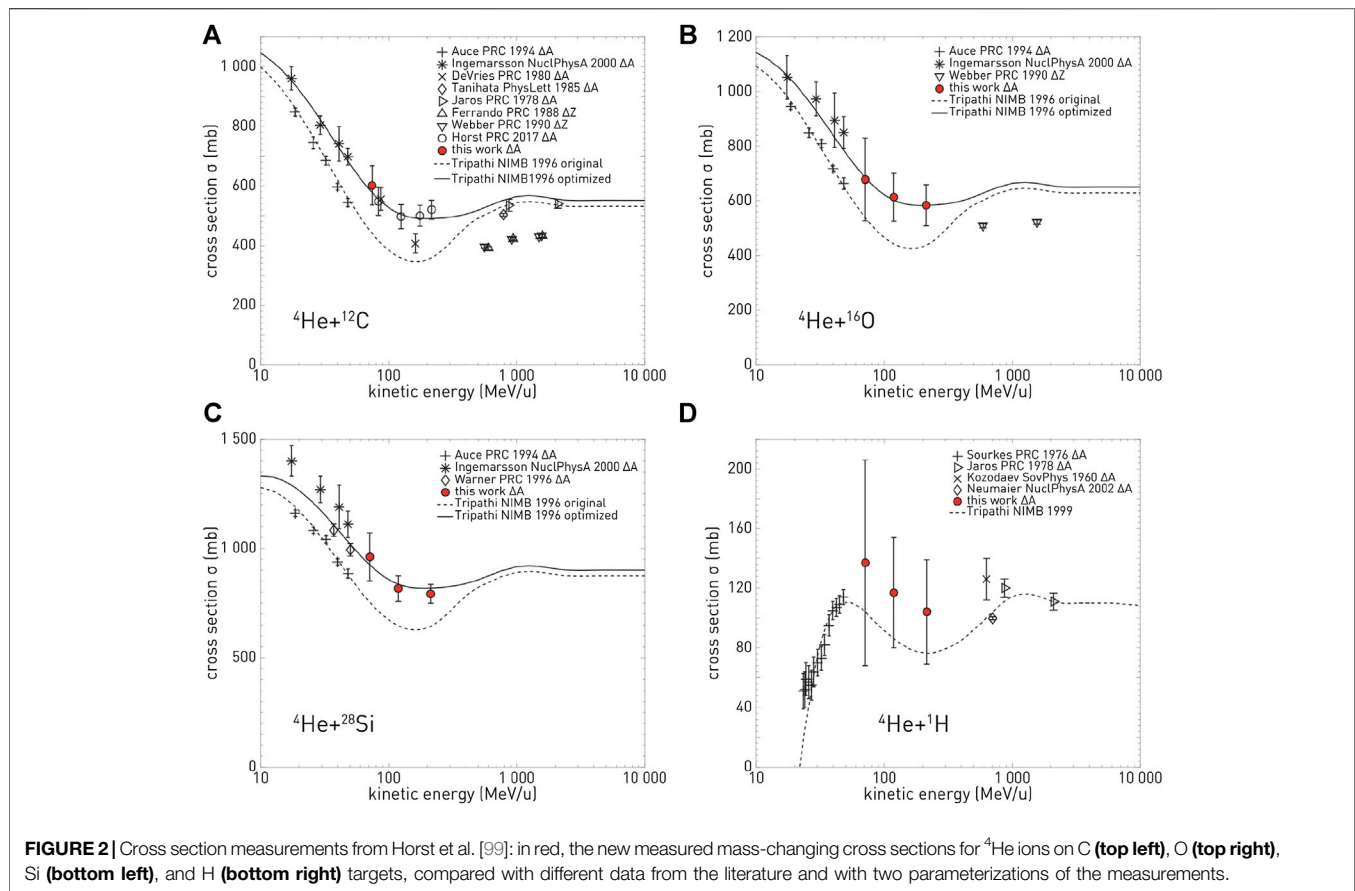 A
1 000
800
600
400
200
0
cross section σ (mb)
+ Auce PRC 1994 ΔA
Ingemarsson NuclPhysA 2000 ΔA
DeVries PRC 1980 ΔA
Tanihata PhysLett 1985 ΔA
Jaros PRC 1978 ΔA
Ferrando PRC 1988 ΔZ
Webber PRC 1990 ΔZ
Horst PRC 2017 ΔA
this work ΔA
Tripathi NIMB 1996 original
Tripathi NIMB1996 optimized
⁴He+¹²C
10 100 1 000 10 000
kinetic energy (MeV/u)
B
1 200
1 000
800
600
400
200
0
cross section σ (mb)
+ Auce PRC 1994 ΔA
Ingemarsson NuclPhysA 2000 ΔA
Webber PRC 1990 ΔZ
this work ΔA
Tripathi NIMB 1996 original
Tripathi NIMB 1996 optimized
⁴He+¹⁶O
10 100 1 000 10 000
kinetic energy (MeV/u)
C
1 500
1 000
500
0
cross section σ (mb)
+ Auce PRC 1994 ΔA
Ingemarsson NuclPhysA 2000 ΔA
Warner PRC 1996 ΔA
this work ΔA
Tripathi NIMB 1996 original
Tripathi NIMB 1996 optimized
⁴He+²⁸Si
10 100 1 000 10 000
kinetic energy (MeV/u)
D
200
160
120
80
40
0
cross section σ (mb)
+ Sourkes PRC 1976 ΔA
Jaros PRC 1978 ΔA
Kozodaev SovPhys 1960 ΔA
Neumaier NuclPhysA 2002 ΔA
this work ΔA
Tripathi NIMB 1999
⁴He+¹H
10 100 1 000 10 000
kinetic energy (MeV/u)
FIGURE 2 | Cross section measurements from Horst et al. [99]: in red, the new measured mass-changing cross sections for ⁴He ions on C (top left), O (top right),
Si (bottom left), and H (bottom right) targets, compared with different data from the literature and with two parameterizations of the measurements.